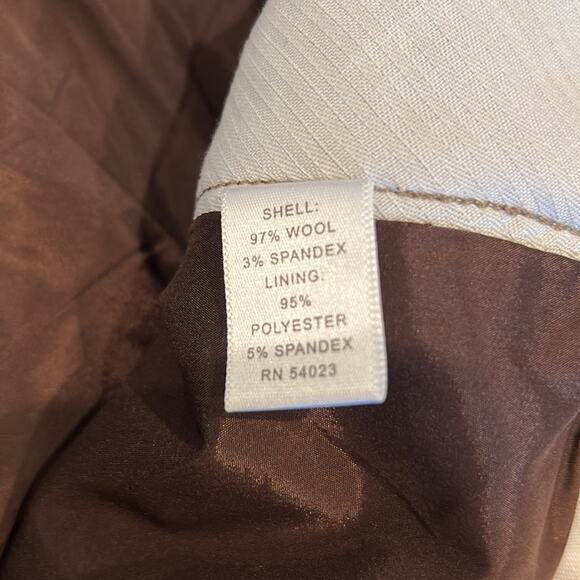 SHELL:
97% WOOL
3% SPANDEX
LINING:
95%
POLYESTER
5% SPANDEX
RN 54023